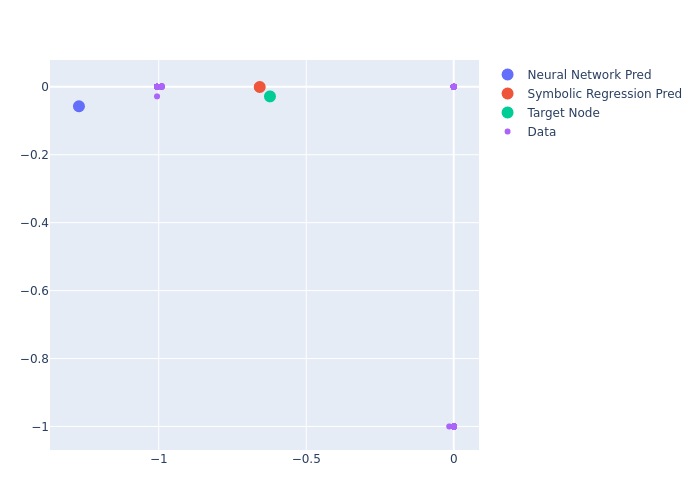 Neural Network Pred
Symbolic Regression Pred
Target Node
Data
0
−0.2
−0.4
−0.6
−0.8
−1
−1
−0.5
0